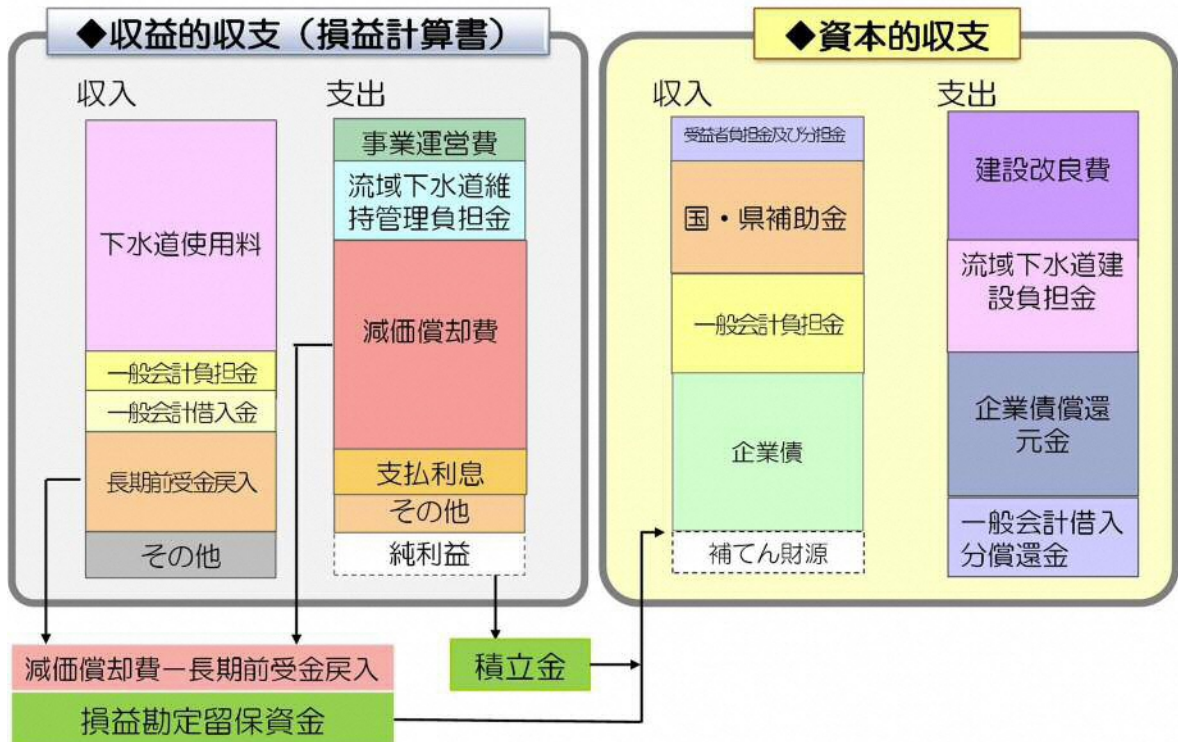 ◆収益的収支（損益計算書）
収入
下水道使用料
一般会計負担金
一般会計借入金
長期前受金戻入
その他
支出
事業運営費
流域下水道維
持管理負担金
減価償却費
支払利息
その他
純利益
◆資本的収支
収入
受益者負担金及び分担金
国・県補助金
一般会計負担金
企業債
補てん財源
支出
建設改良費
流域下水道建
設負担金
企業債償還
元金
一般会計借入
分償還金
減価償却費－長期前受金戻入
損益勘定留保資金
積立金